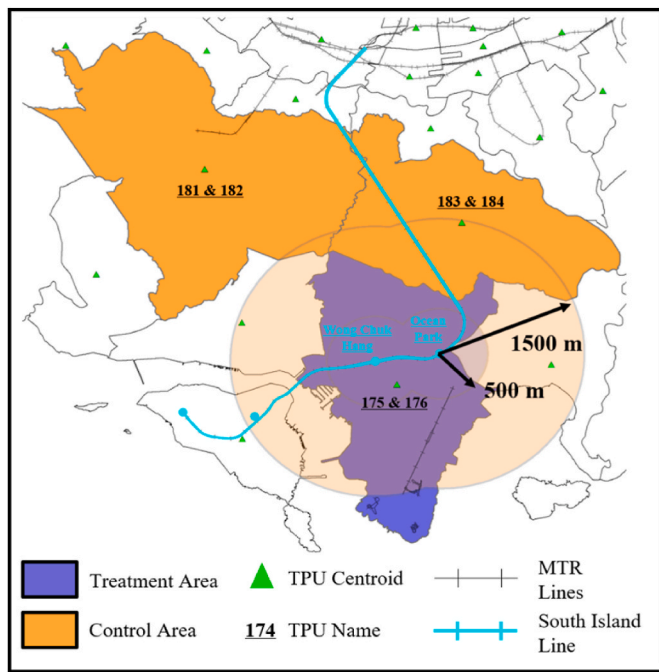 181 & 182
183 & 184
Wong Chuk
Hang
Ocean
Park
1500 m
500 m
175 & 176
Treatment Area
TPU Centroid
MTR
Lines
Control Area
174
TPU Name
South Island
Line